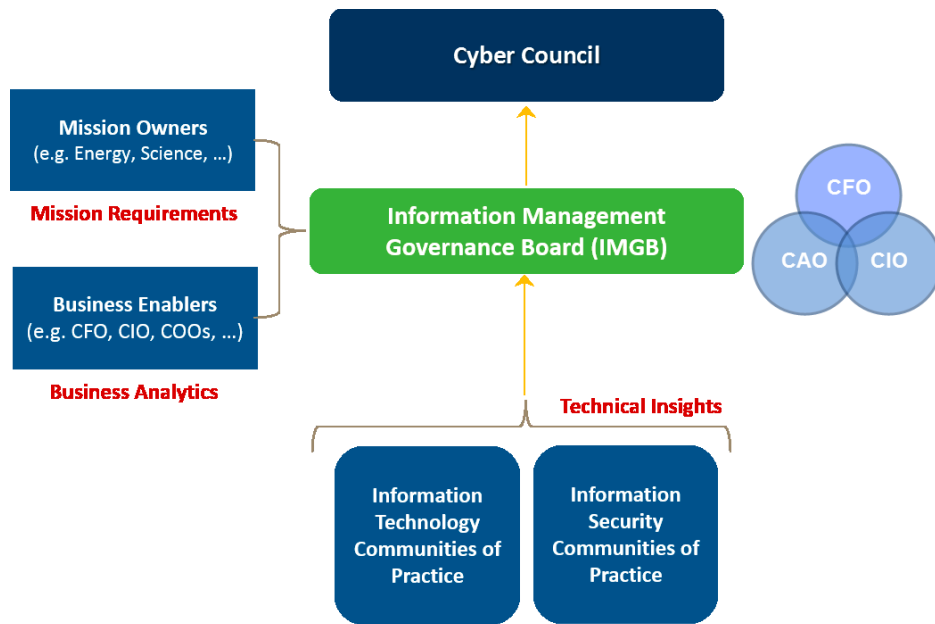 Cyber Council
Mission Owners
(e.g. Energy, Science, ...)
Mission Requirements
Information Management
Governance Board (IMGB)
CFO
CAO
CIO
Business Enablers
(e.g. CFO, CIO, COOs, ...)
Business Analytics
Technical Insights
Information
Technology
Communities of
Practice
Information
Security
Communities of
Practice